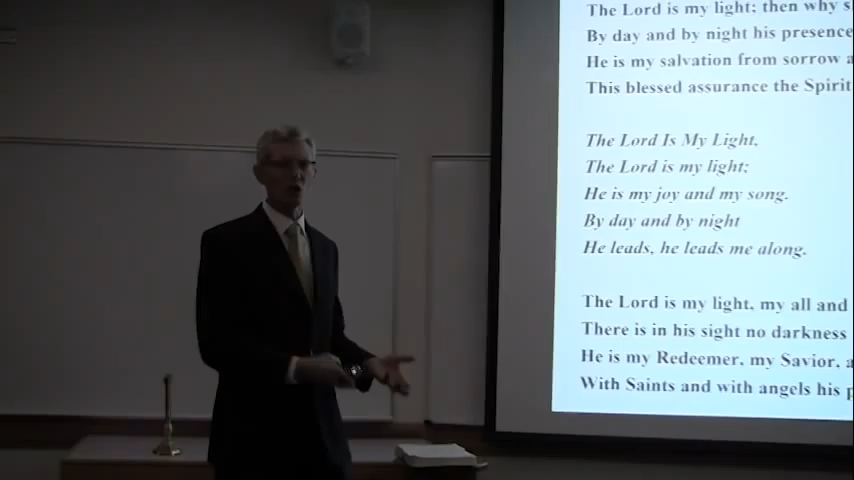 The Lord is my light; then why s
By day and by night his presence
He is my salvation from sorrow a
This blessed assurance the Spirit
The Lord Is My Light,
The Lord is my light;
He is my joy and my song.
By day and by night
He leads, he leads me along.
The Lord is my light, my all and
There is in his sight no darkness
He is my Redeemer, my Savior, a
With Saints and with angels his p